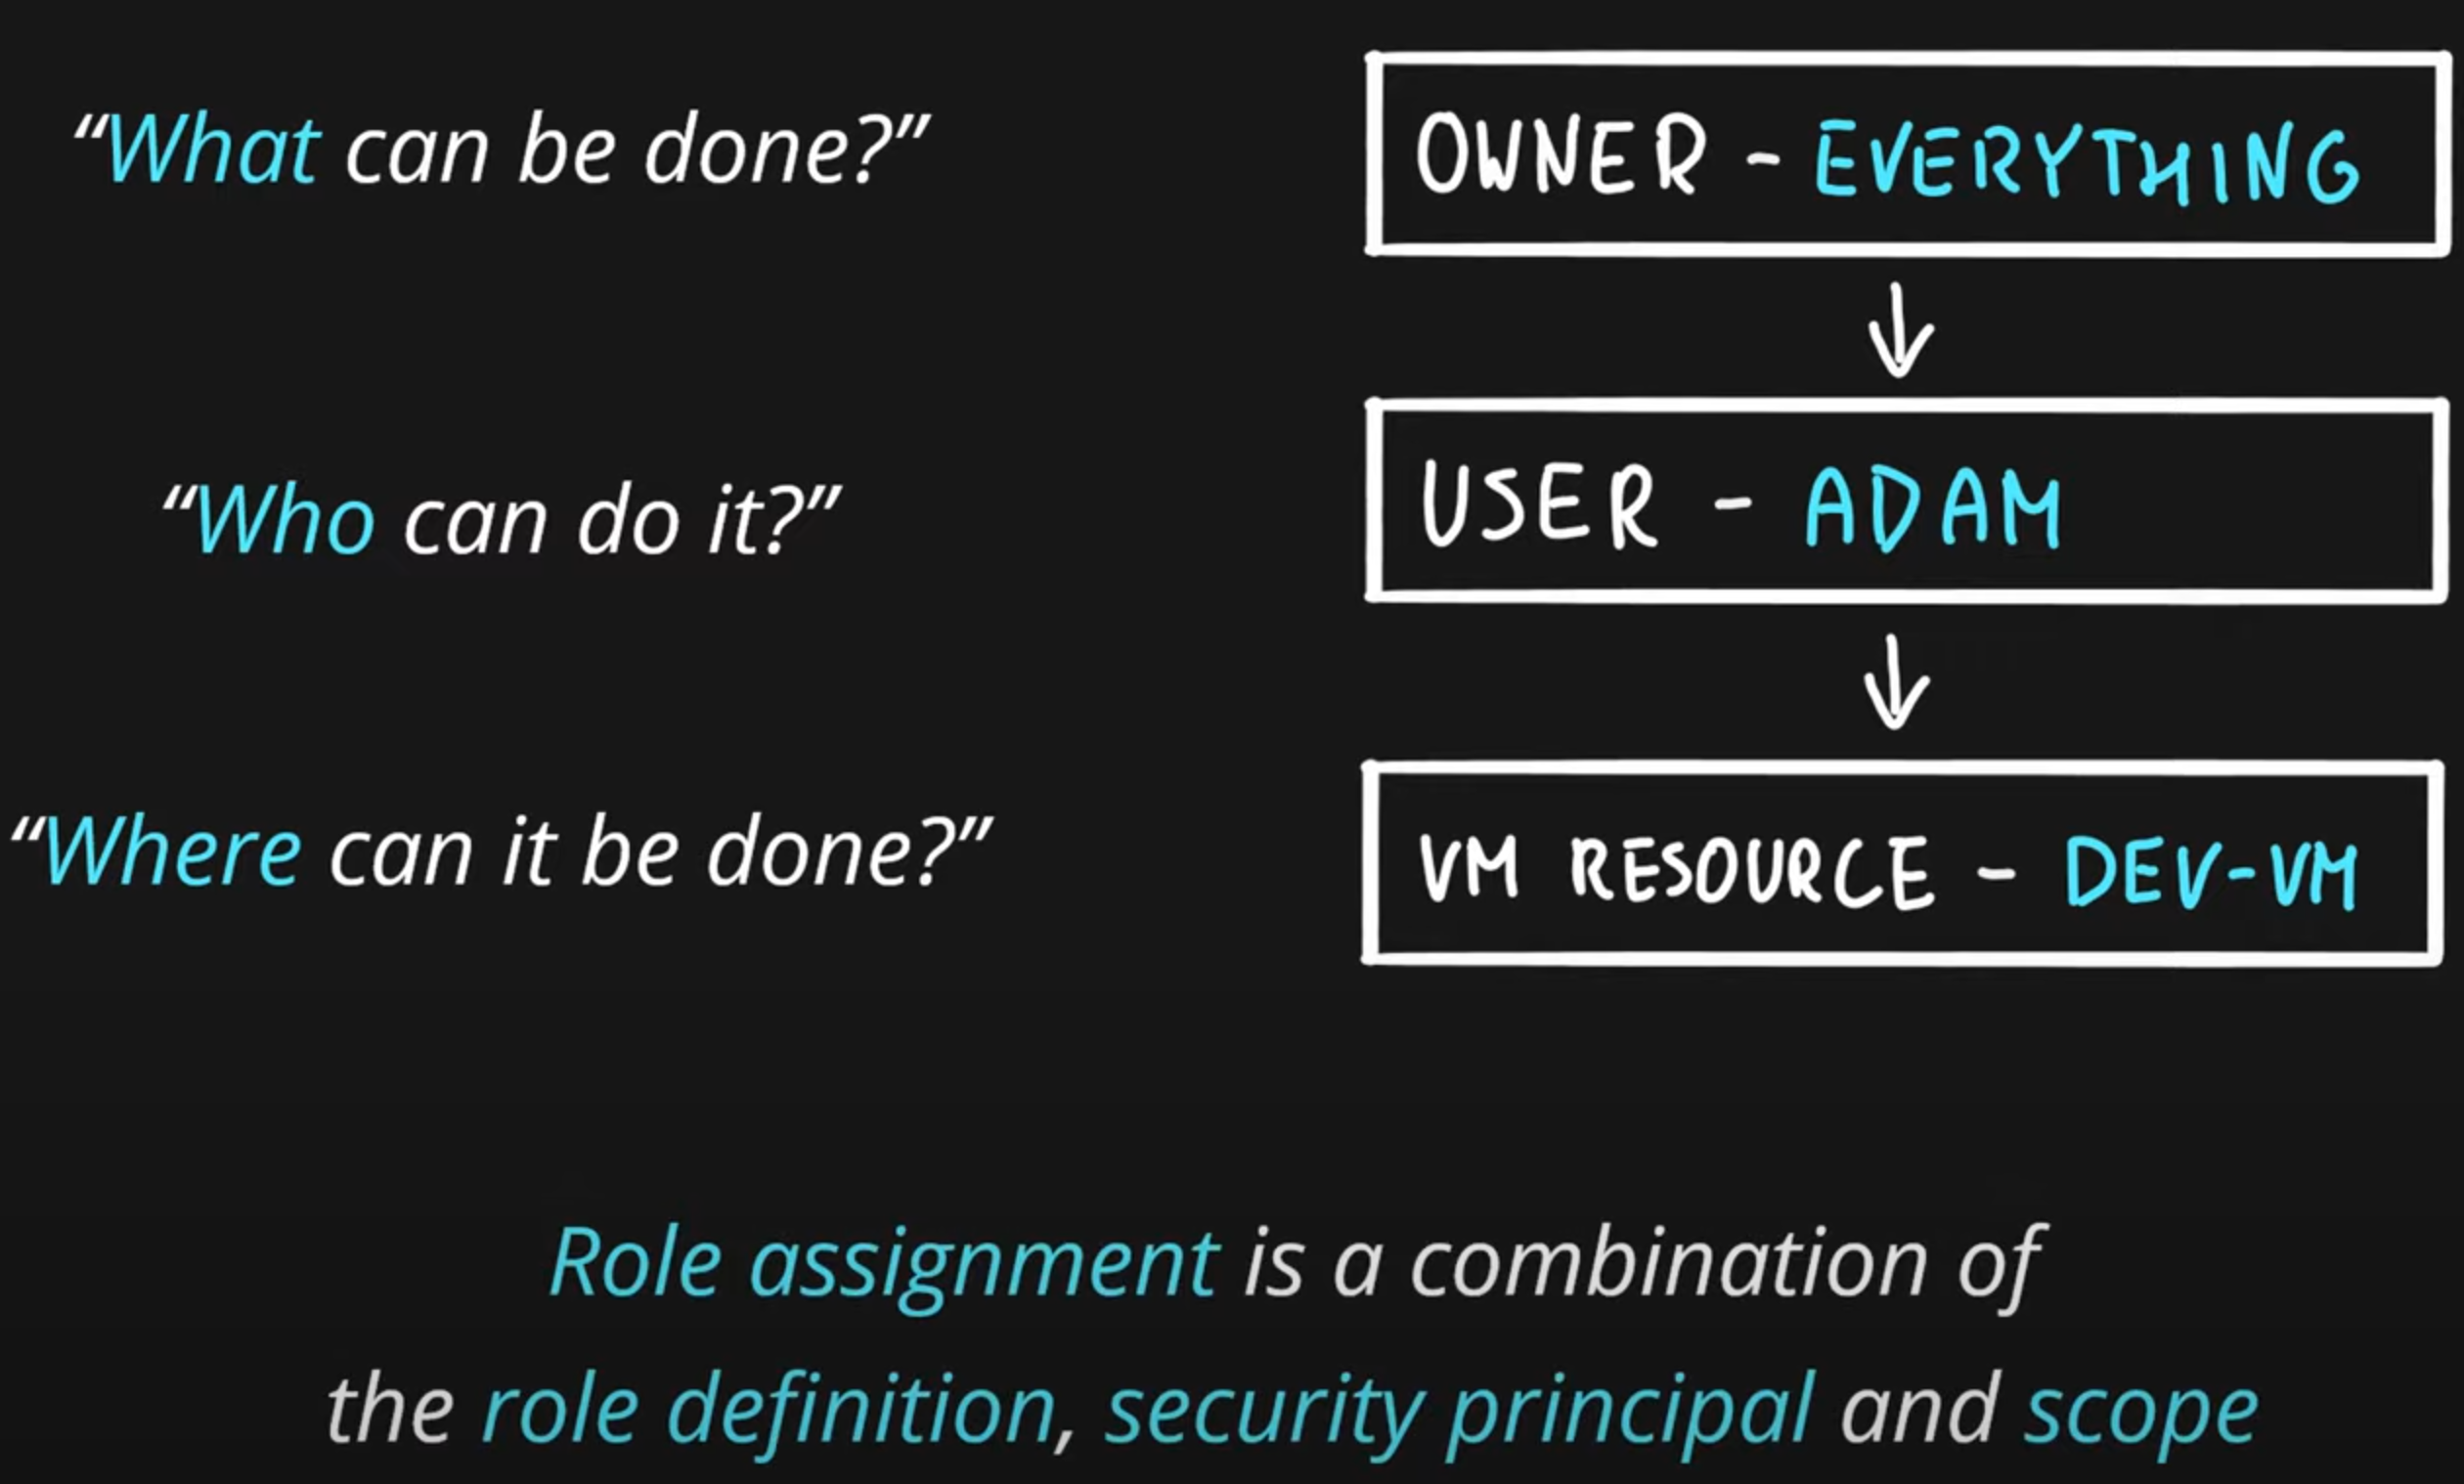 “What can be done?”
OWNER - EVERYTHING
“Who can do it?”
USER - ADAM
“Where can it be done?”
VM RESOURCE - DEV-VM
Role assignment is a combination of
the role definition, security principal and scope